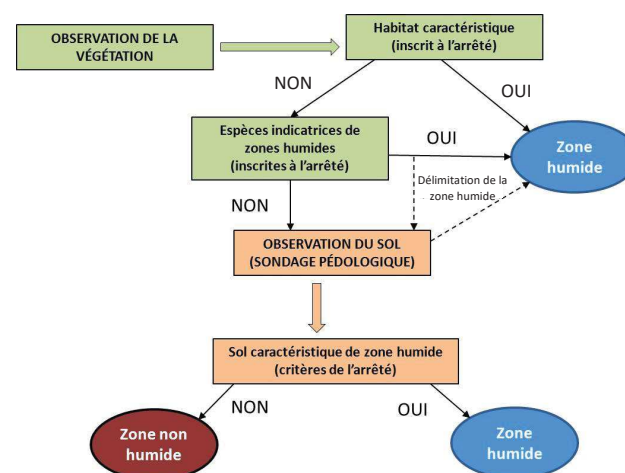 OBSERVATION DE LA
VÉGÉTATION
Habitat caractéristique
(inscrit à l'arrêté)
NON
OUI
Espèces indicatrices de
zones humides
(inscrites à l'arrêté)
OUI
Zone
humide
Délimitation de la
zone humide
NON
OBSERVATION DU SOL
(SONDAGE PÉDOLOGIQUE)
Sol caractéristique de zone humide
(critères de l'arrêté)
NON
OUI
Zone non
humide
Zone
humide